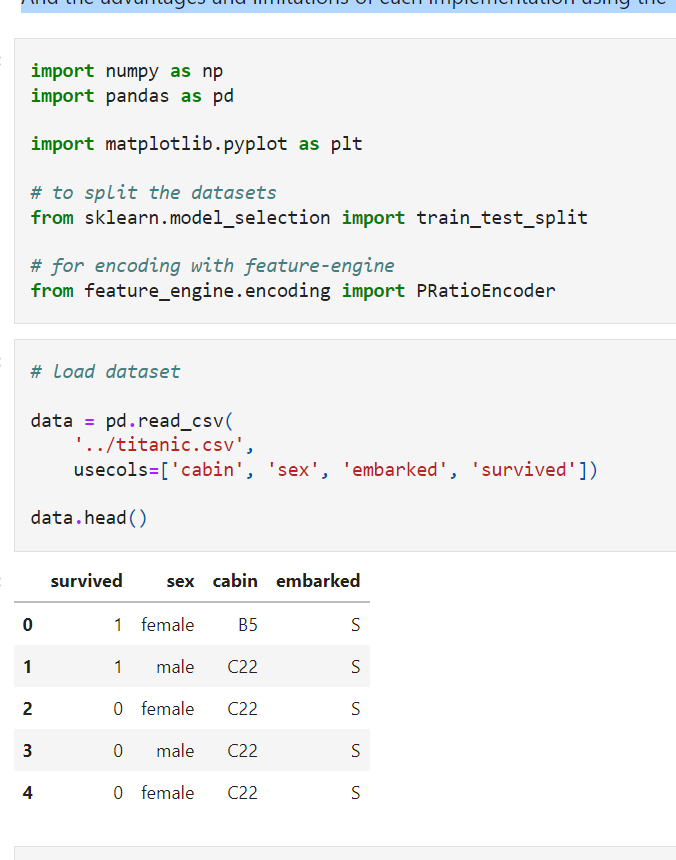 And the advantages and limitations of each implementation using the
import numpy as np
import pandas as pd
import matplotlib.pyplot as plt
# to split the datasets
from sklearn.model_selection import train_test_split
# for encoding with feature-engine
from feature_engine.encoding import PRatioEncoder
# load dataset
data = pd.read_csv(
    '../titanic.csv',
    usecols=['cabin', 'sex', 'embarked', 'survived'])
data.head()
survived sex cabin embarked
0 1 female B5 S
1 1 male C22 S
2 0 female C22 S
3 0 male C22 S
4 0 female C22 S